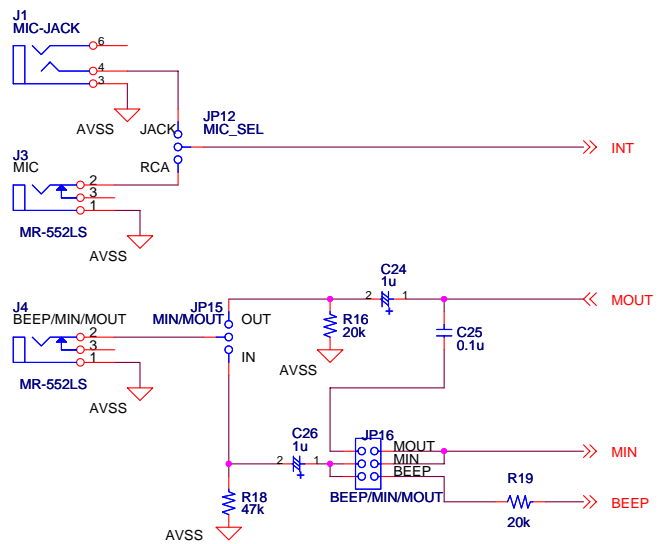 J1
MIC-JACK
6
4
3
AVSS
JACK
JP12
MIC_SEL
INT
J3
MIC
RCA
2
3
1
MR-552LS
AVSS
C24
1u
2
1
MOUT
J4
BEEP/MIN/MOUT
JP15
MIN/MOUT
OUT
IN
2
3
1
R16
20k
C25
0.1u
MR-552LS
AVSS
AVSS
C26
1u
2
1
JP16
MOUT
MIN
BEEP
MIN
BEEP/MIN/MOUT
R18
47k
AVSS
R19
20k
BEEP